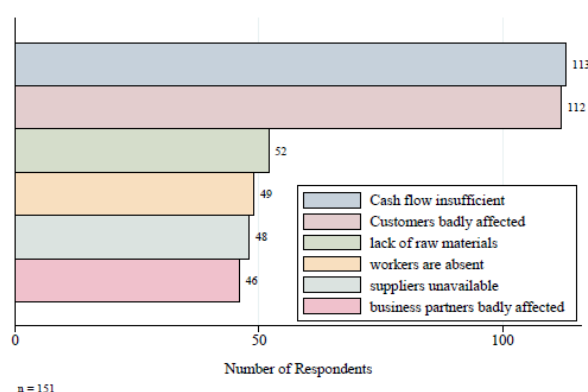 113
112
52
49
48
46
Cash flow insufficient
Customers badly affected
lack of raw materials
workers are absent
suppliers unavailable
business partners badly affected
0 50 100
Number of Respondents
n = 151